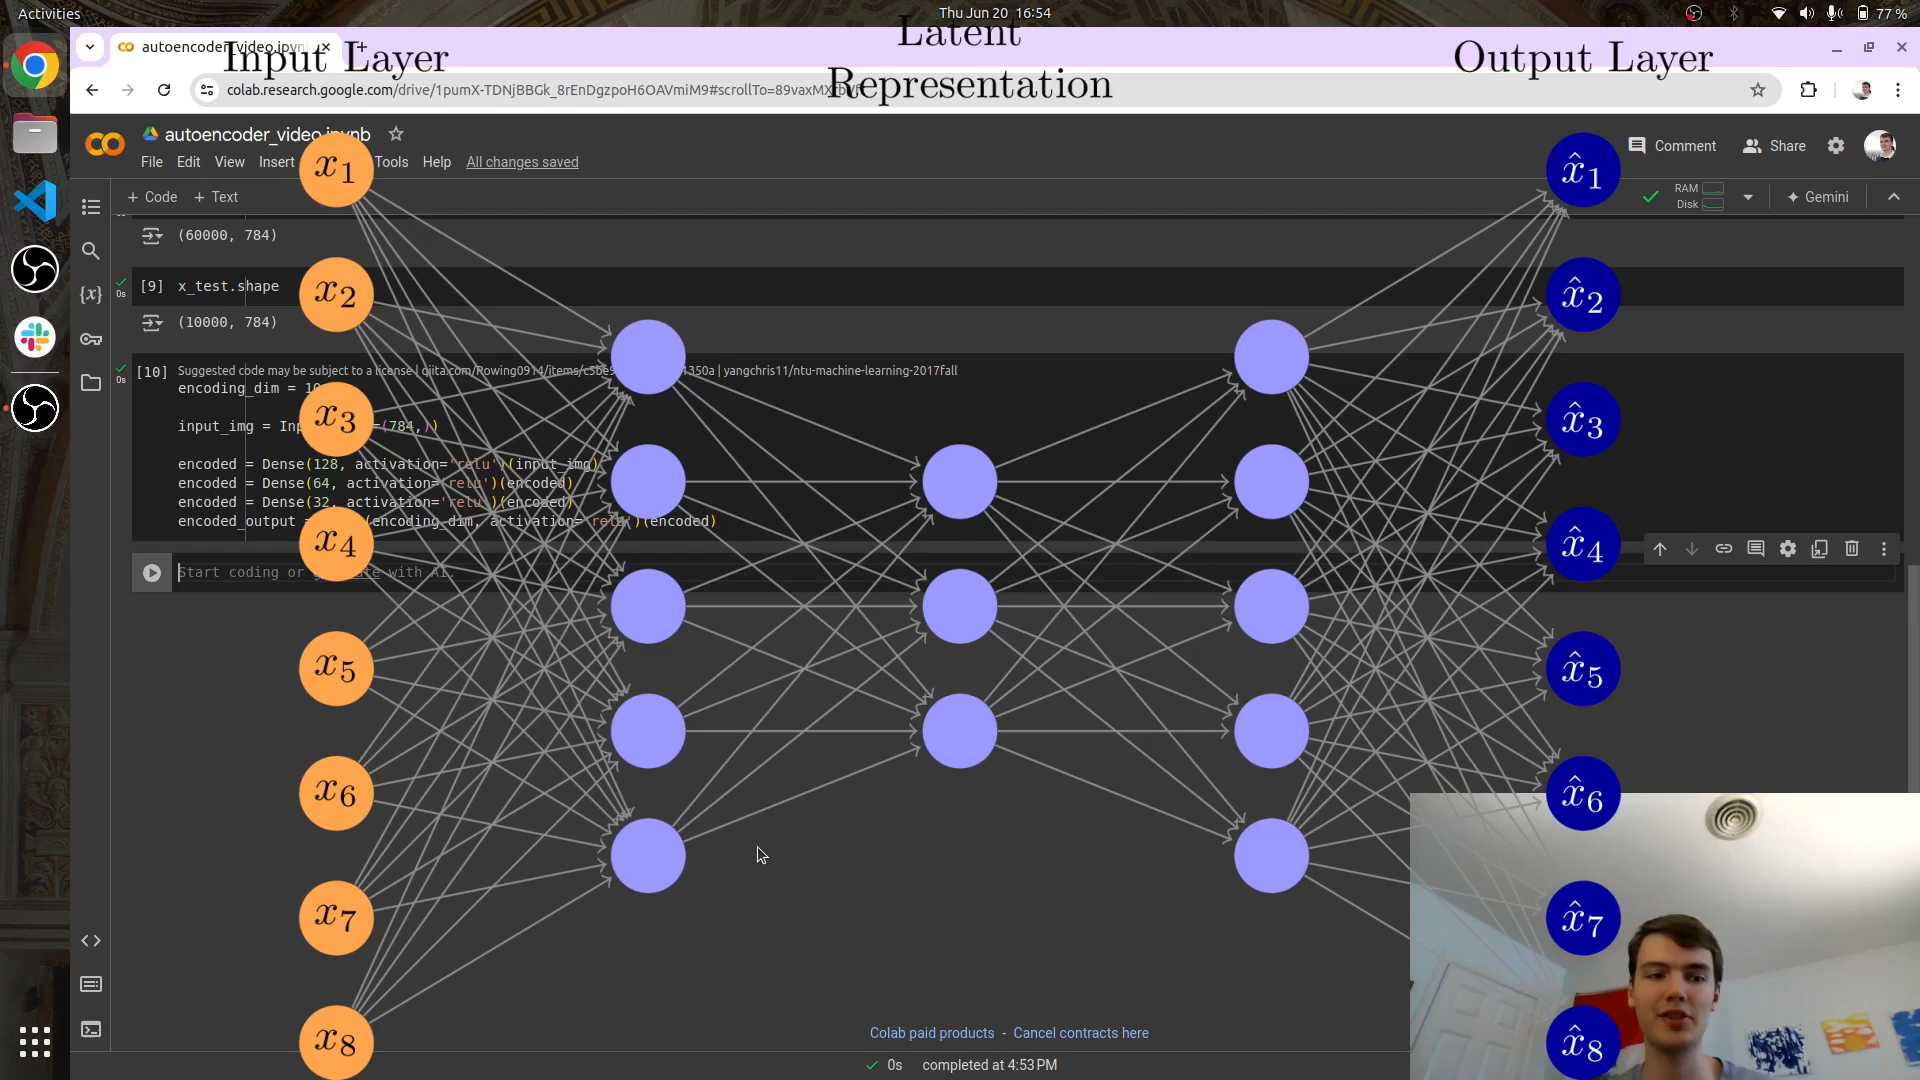 Activities
Thu Jun 20 16:54
77 %
autoencoder_video.ipynb
Input Layer
Latent
Representation
Output Layer
colab.research.google.com/drive/1pumX-TDNjBBGk_8rEnDgzpoH6OAVmiM9#scrollTo=89vaxMX
autoencoder_video.ipynb
File Edit View Insert Tools Help All changes saved
Comment Share
+ Code + Text
RAM
Disk
Gemini
(60000, 784)
[9] x_test.shape
(10000, 784)
[10] Suggested code may be subject to a license | qiita.com/Rowing0914/items/ 350a | yangchris11/ntu-machine-learning-2017fall
encoding_dim = 10
input_img = Inp =(784,))
encoded = Dense(128, activation='relu')(input_img)
encoded = Dense(64, activation='relu')(encoded)
encoded = Dense(32, activation='relu')(encoded)
encoded_output = (encoding_dim, activation='relu')(encoded)
Start coding or generate with AI.
x1
x2
x3
x4
x5
x6
x7
x8
x̂1
x̂2
x̂3
x̂4
x̂5
x̂6
x̂7
x̂8
Colab paid products - Cancel contracts here
0s completed at 4:53 PM